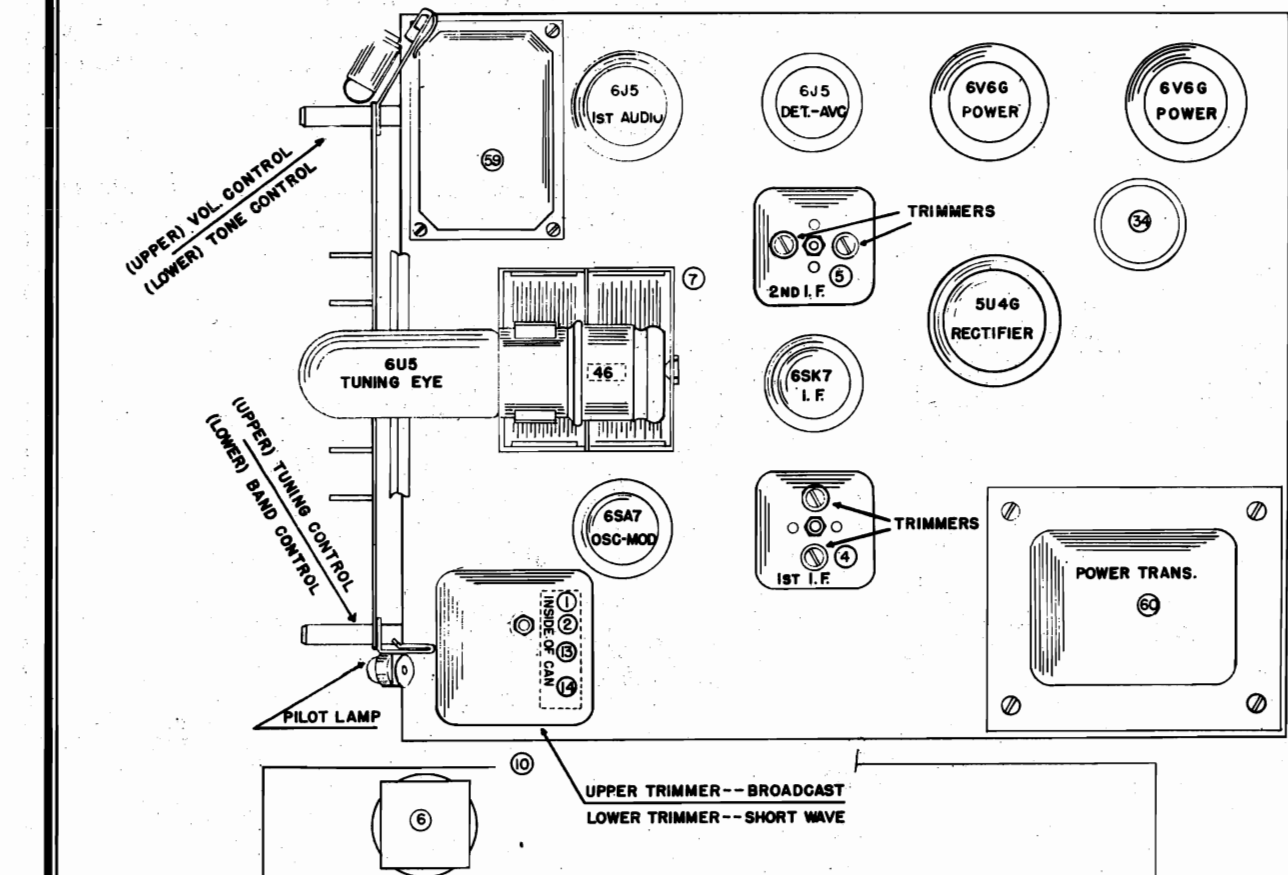 6J5
1ST AUDIO
6J5
DET.-AVC
6V6G
POWER
6V6G
POWER
59
(UPPER) VOL. CONTROL
(LOWER) TONE CONTROL
TRIMMERS
34
5
2ND I.F.
7
5U4G
RECTIFIER
6U5
TUNING EYE
46
6SK7
I.F.
(UPPER) TUNING CONTROL
(LOWER) BAND CONTROL
6SA7
OSC-MOD
TRIMMERS
4
1ST I.F.
POWER TRANS.
60
1
2
13
14
INSIDE OF CAN
PILOT LAMP
10
UPPER TRIMMER--BROADCAST
LOWER TRIMMER--SHORT WAVE
6